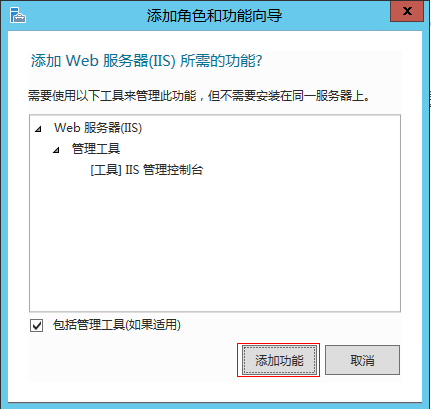 添加角色和功能向导
添加 Web 服务器(IIS) 所需的功能?
需要使用以下工具来管理此功能，但不需要安装在同一服务器上。
Web 服务器(IIS)
管理工具
[工具] IIS 管理控制台
包括管理工具(如果适用)
添加功能
取消